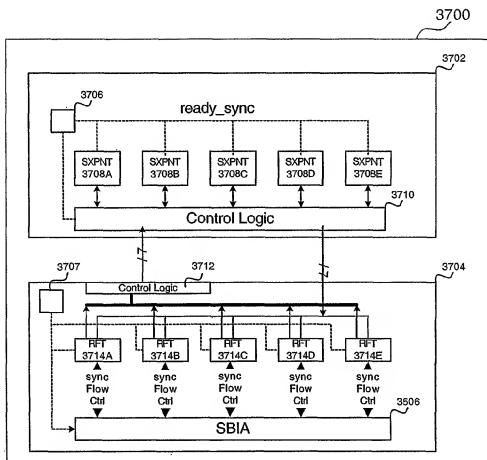 3700
3702
3706
ready_sync
SXPNT SXPNT SXPNT SXPNT SXPNT
3708A 3708B 3708C 3708D 3708E
3710
Control Logic
3707
3712
3704
Control Logic
RFT RFT RFT RFT RFT
3714A 3714B 3714C 3714D 3714E
sync sync sync sync sync
Flow Flow Flow Flow Flow
Ctrl Ctrl Ctrl Ctrl Ctrl
3506
SBIA